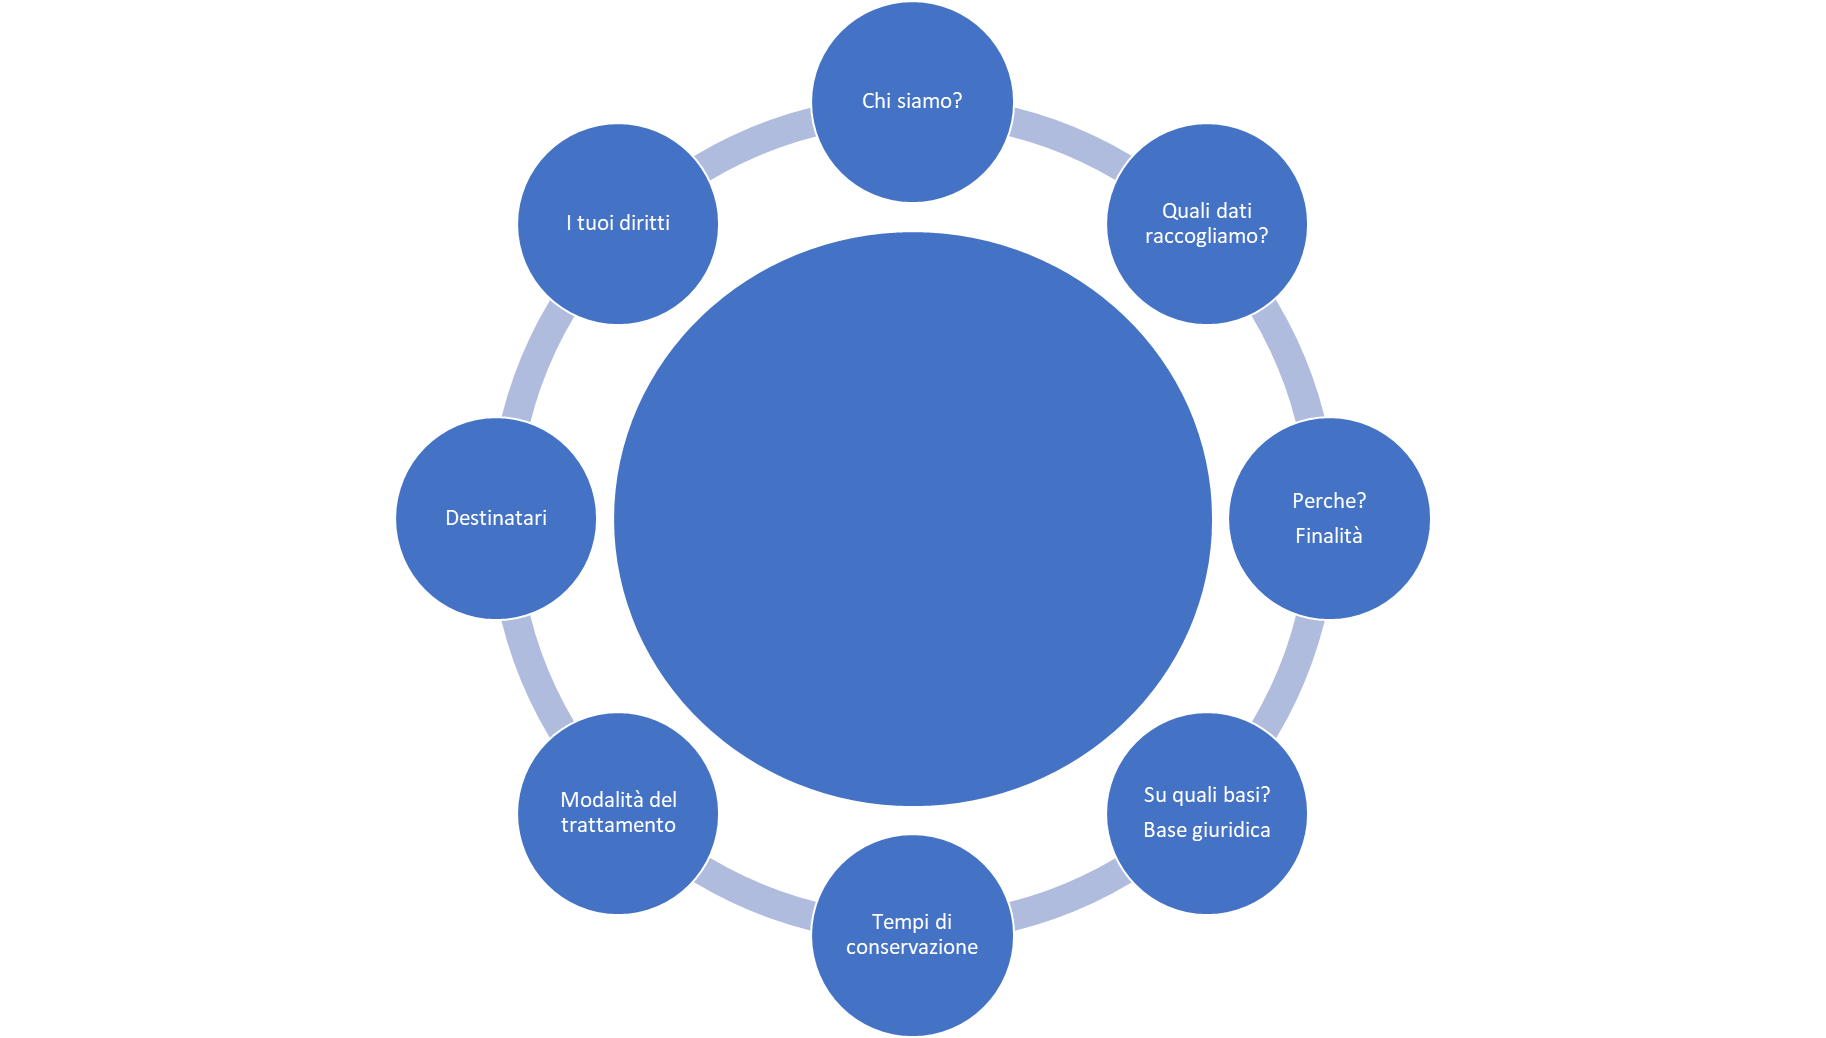 Chi siamo?
Quali dati
raccogliamo?
Perche?
Finalità
Su quali basi?
Base giuridica
Tempi di
conservazione
Modalità del
trattamento
Destinatari
I tuoi diritti